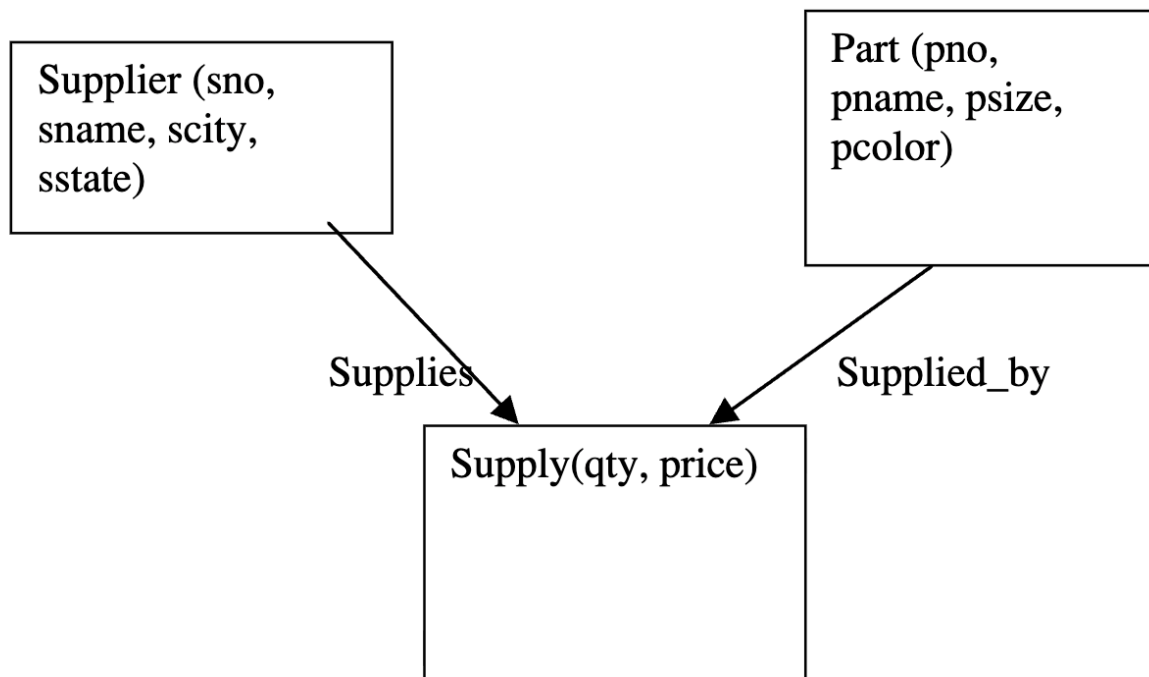 Supplier (sno,
sname, scity,
sstate)
Part (pno,
pname, psize,
pcolor)
Supplies
Supplied_by
Supply(qty, price)